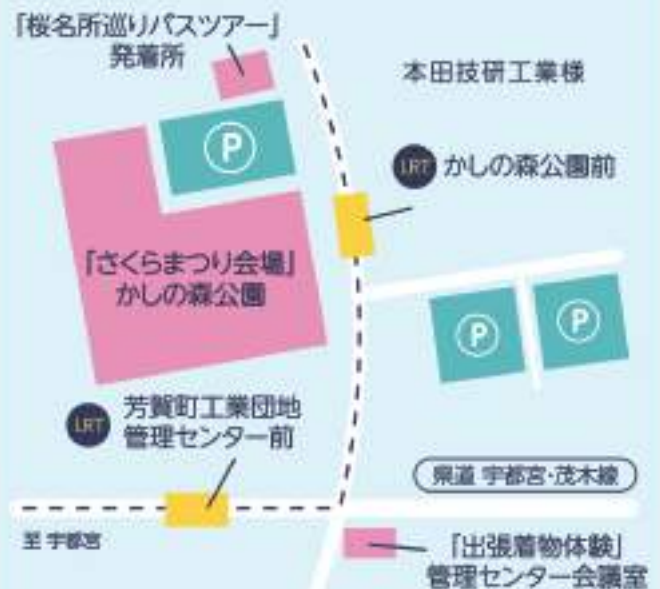 「桜名所巡りバスツアー」
発着所
本田技研工業様
P
LRT かしの森公園前
「さくらまつり会場」
かしの森公園
P
P
LRT 芳賀町工業団地
管理センター前
県道 宇都宮・茂木線
至 宇都宮
「出張着物体験」
管理センター会議室